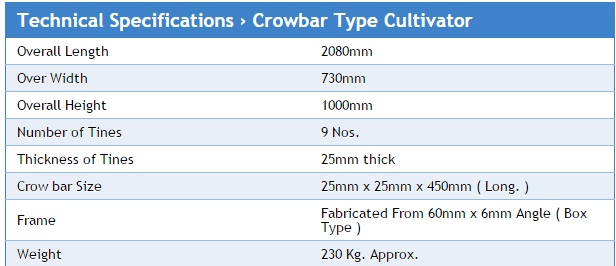 Technical Specifications › Crowbar Type Cultivator
Overall Length 2080mm
Over Width 730mm
Overall Height 1000mm
Number of Tines 9 Nos.
Thickness of Tines 25mm thick
Crow bar Size 25mm x 25mm x 450mm ( Long. )
Frame Fabricated From 60mm x 6mm Angle ( Box
Type )
Weight 230 Kg. Approx.